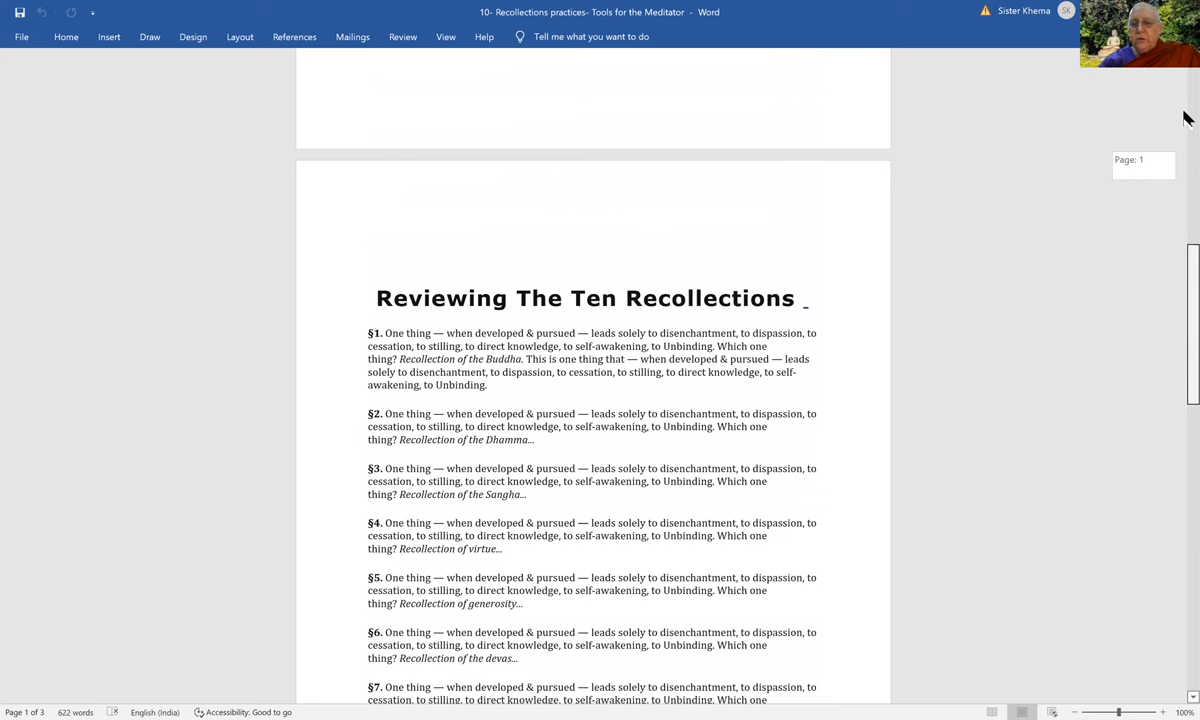 10- Recollections practices- Tools for the Meditator - Word
Sister Khema
SK
File Home Insert Draw Design Layout References Mailings Review View Help Tell me what you want to do
Page: 1
Reviewing The Ten Recollections
§1. One thing — when developed & pursued — leads solely to disenchantment, to dispassion, to
cessation, to stilling, to direct knowledge, to self-awakening, to Unbinding. Which one
thing? Recollection of the Buddha. This is one thing that — when developed & pursued — leads
solely to disenchantment, to dispassion, to cessation, to stilling, to direct knowledge, to self-
awakening, to Unbinding.
§2. One thing — when developed & pursued — leads solely to disenchantment, to dispassion, to
cessation, to stilling, to direct knowledge, to self-awakening, to Unbinding. Which one
thing? Recollection of the Dhamma...
§3. One thing — when developed & pursued — leads solely to disenchantment, to dispassion, to
cessation, to stilling, to direct knowledge, to self-awakening, to Unbinding. Which one
thing? Recollection of the Sangha...
§4. One thing — when developed & pursued — leads solely to disenchantment, to dispassion, to
cessation, to stilling, to direct knowledge, to self-awakening, to Unbinding. Which one
thing? Recollection of virtue...
§5. One thing — when developed & pursued — leads solely to disenchantment, to dispassion, to
cessation, to stilling, to direct knowledge, to self-awakening, to Unbinding. Which one
thing? Recollection of generosity...
§6. One thing — when developed & pursued — leads solely to disenchantment, to dispassion, to
cessation, to stilling, to direct knowledge, to self-awakening, to Unbinding. Which one
thing? Recollection of the devas...
§7. One thing — when developed & pursued — leads solely to disenchantment, to dispassion, to
cessation, to stilling, to direct knowledge, to self-awakening, to Unbinding. Which one
Page 1 of 3 622 words English (India) Accessibility: Good to go 100%